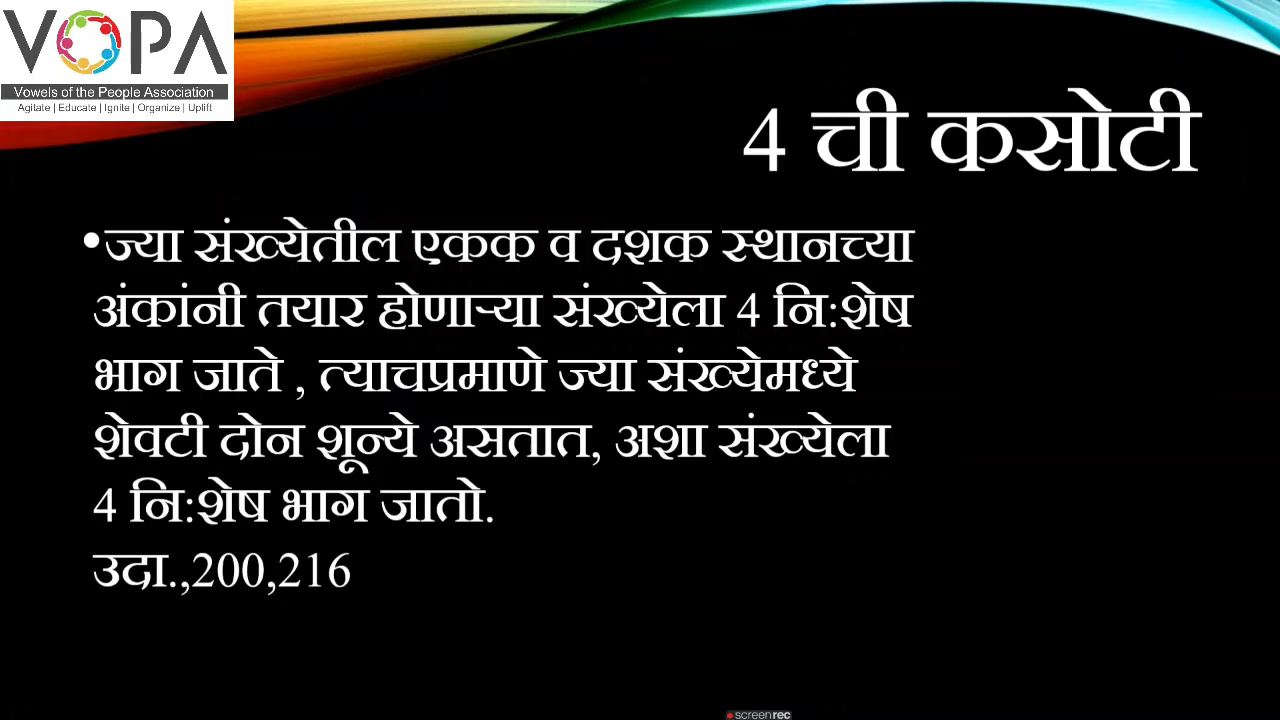 VOPA
Vowels of the People Association
Agitate | Educate | Ignite | Organize | Uplift
4 ची कसोटी
•ज्या संख्येतील एकक व दशक स्थानच्या
अंकांनी तयार होणाऱ्या संख्येला 4 नि:शेष
भाग जाते , त्याचप्रमाणे ज्या संख्येमध्ये
शेवटी दोन शून्ये असतात, अशा संख्येला
4 नि:शेष भाग जातो.
उदा.,200,216
screenrec